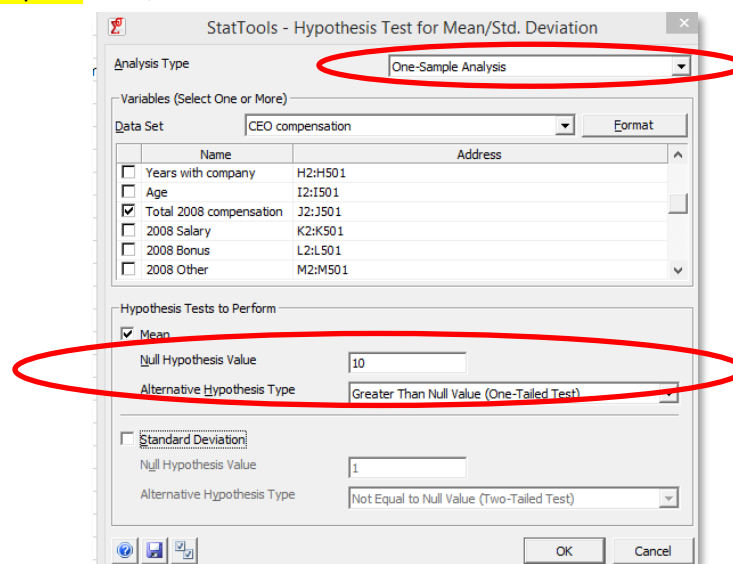 StatTools - Hypothesis Test for Mean/Std. Deviation
Analysis Type One-Sample Analysis
Variables (Select One or More)
Data Set CEO compensation Format
Name Address
Years with company H2:H501
Age I2:I501
Total 2008 compensation J2:J501
2008 Salary K2:K501
2008 Bonus L2:L501
2008 Other M2:M501
Hypothesis Tests to Perform
Mean
Null Hypothesis Value 10
Alternative Hypothesis Type Greater Than Null Value (One-Tailed Test)
Standard Deviation
Null Hypothesis Value 1
Alternative Hypothesis Type Not Equal to Null Value (Two-Tailed Test)
OK Cancel